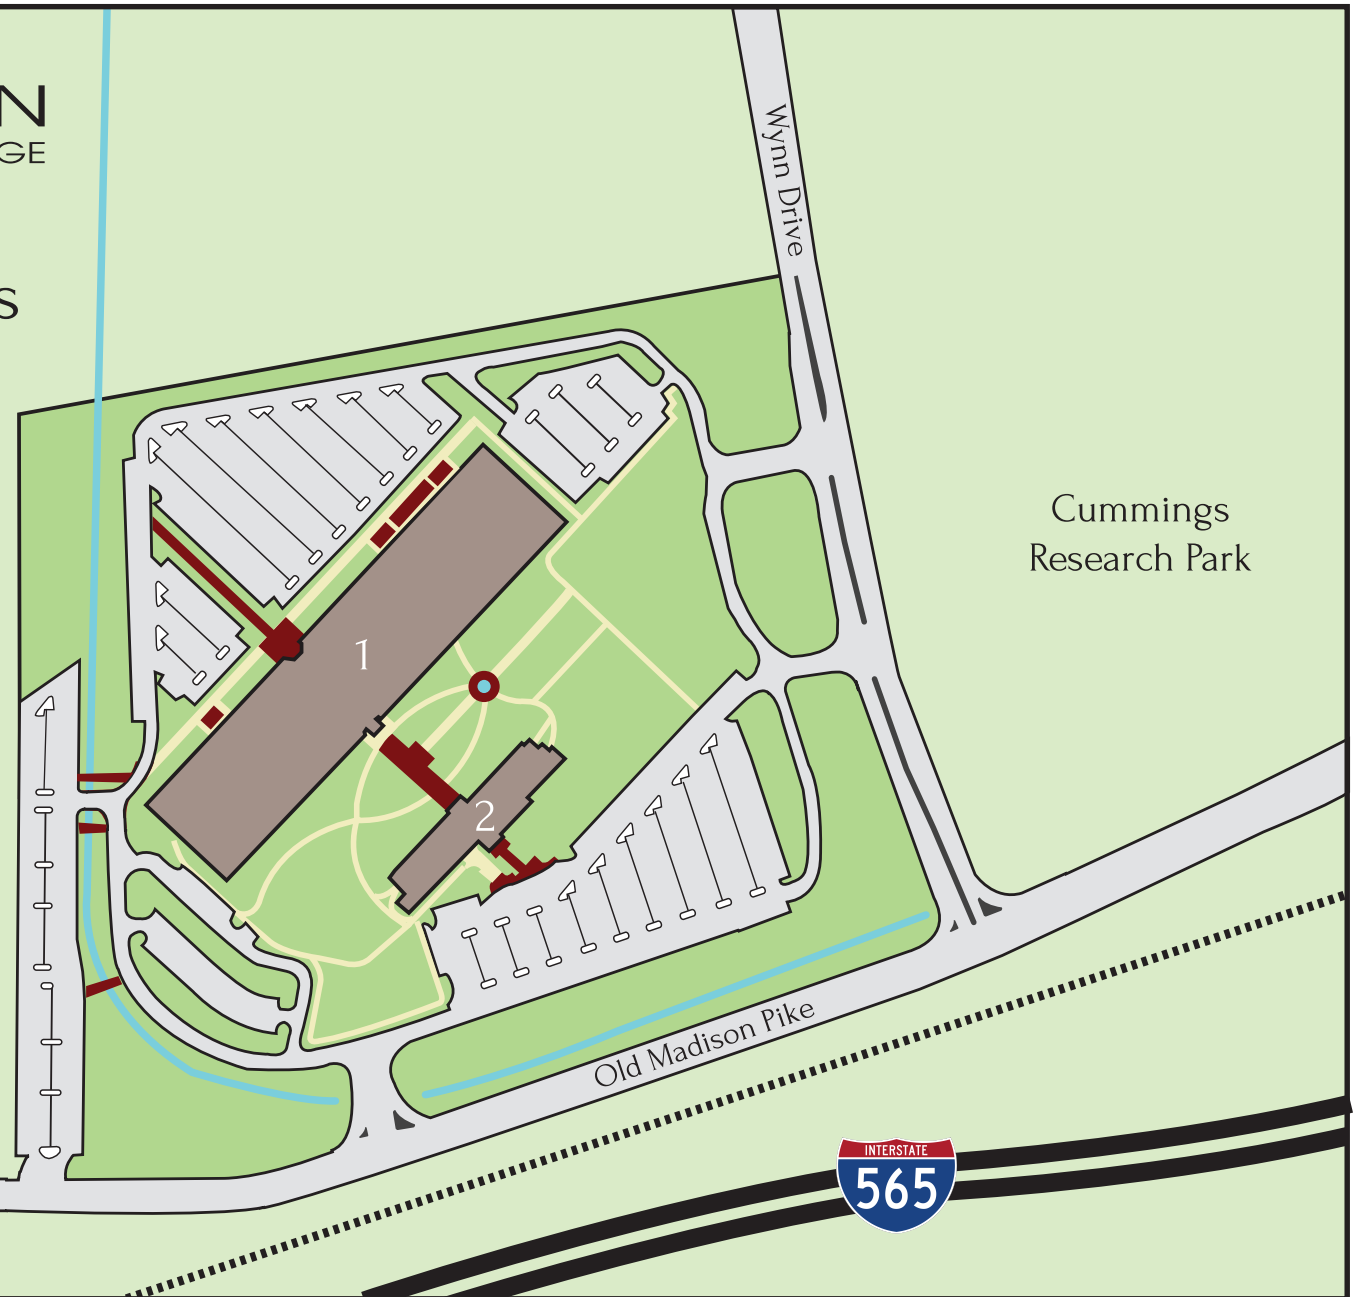 N
GE
S
Wynn Drive
Cummings
Research Park
1
2
Old Madison Pike
INTERSTATE
565